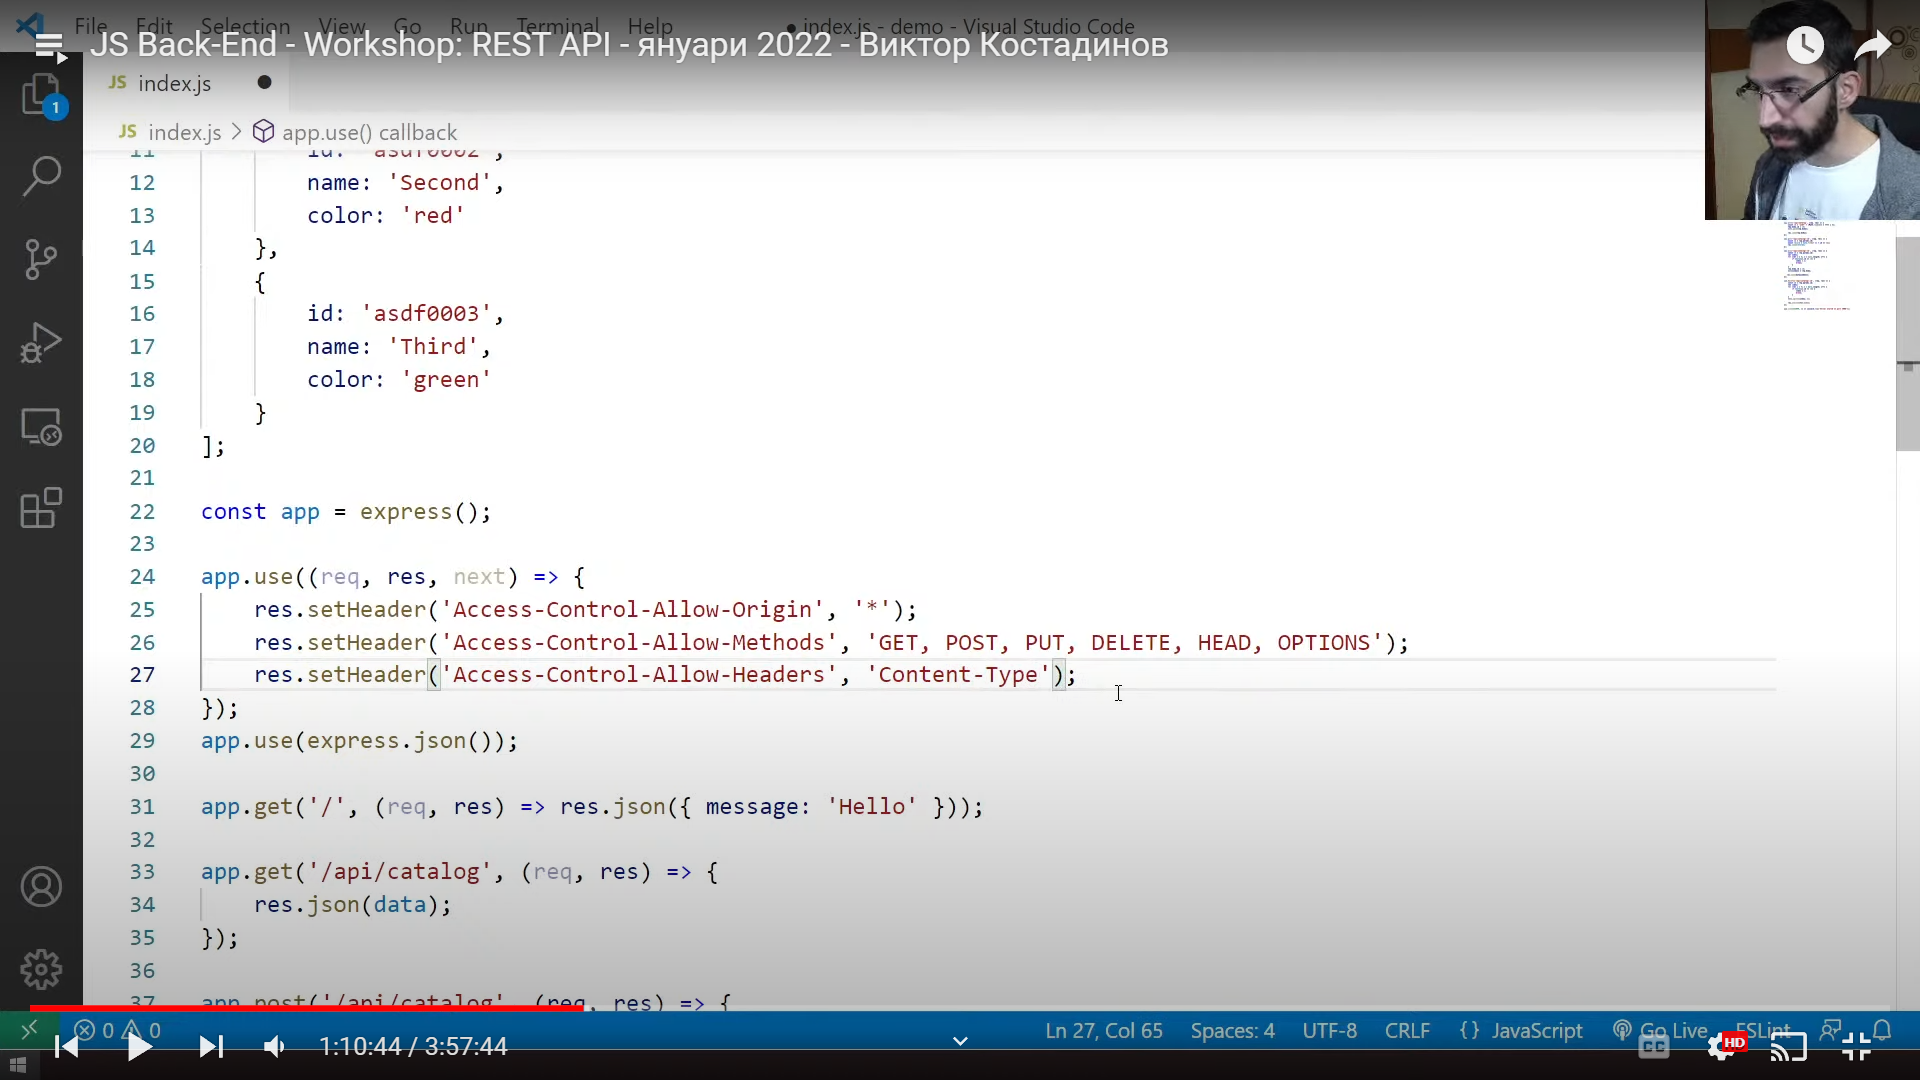 File Edit Selection View Go Run Terminal Help
● index.js - demo - Visual Studio Code
JS Back-End - Workshop: REST API - януари 2022 - Виктор Костадинов
JS index.js ●
1
JS index.js > app.use() callback
11 id: 'asdf0002',
12 name: 'Second',
13 color: 'red'
14 },
15 {
16 id: 'asdf0003',
17 name: 'Third',
18 color: 'green'
19 }
20 ];
21
22 const app = express();
23
24 app.use((req, res, next) => {
25 res.setHeader('Access-Control-Allow-Origin', '*');
26 res.setHeader('Access-Control-Allow-Methods', 'GET, POST, PUT, DELETE, HEAD, OPTIONS');
27 res.setHeader('Access-Control-Allow-Headers', 'Content-Type');
28 });
29 app.use(express.json());
30
31 app.get('/', (req, res) => res.json({ message: 'Hello' }));
32
33 app.get('/api/catalog', (req, res) => {
34 res.json(data);
35 });
36
37 app.post('/api/catalog', (req, res) => {
0 0 Ln 27, Col 65 Spaces: 4 UTF-8 CRLF {} JavaScript Go Live ESLint
1:10:44 / 3:57:44 CC HD